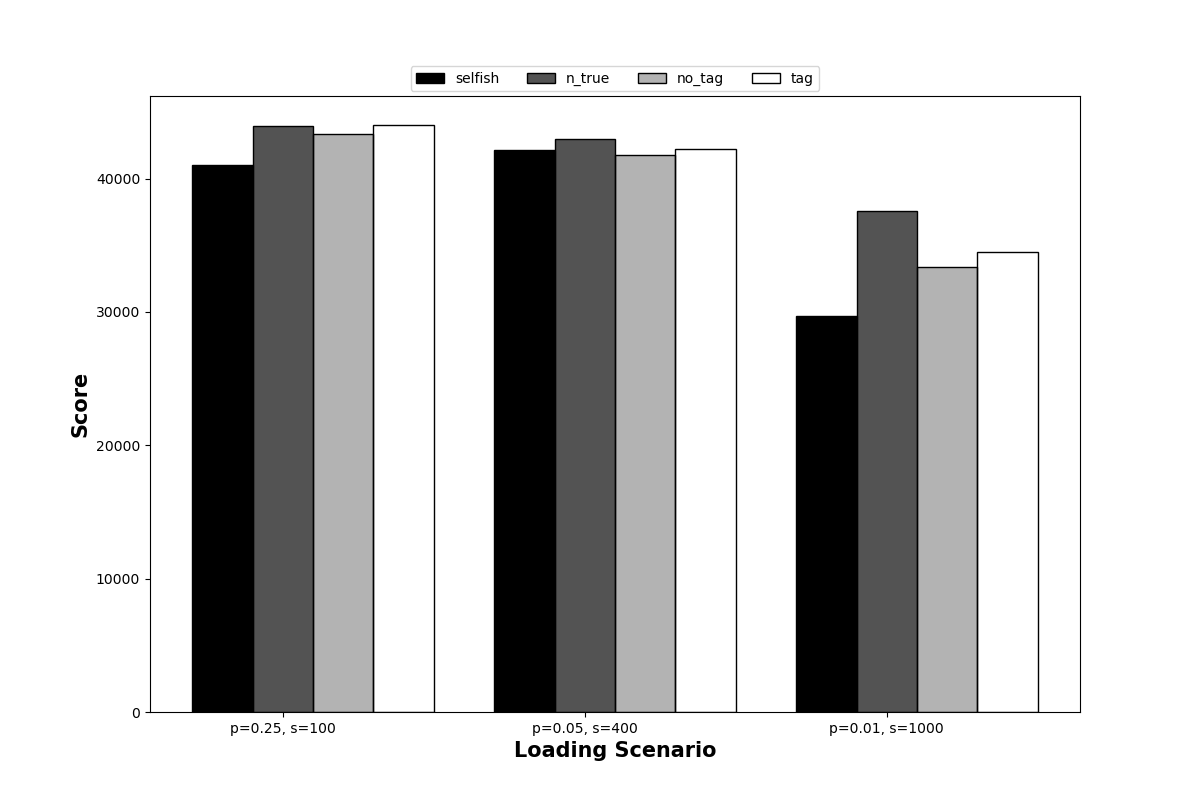 selfish n_true no_tag tag
40000
30000
20000
10000
0
Score
p=0.25, s=100 p=0.05, s=400 p=0.01, s=1000
Loading Scenario